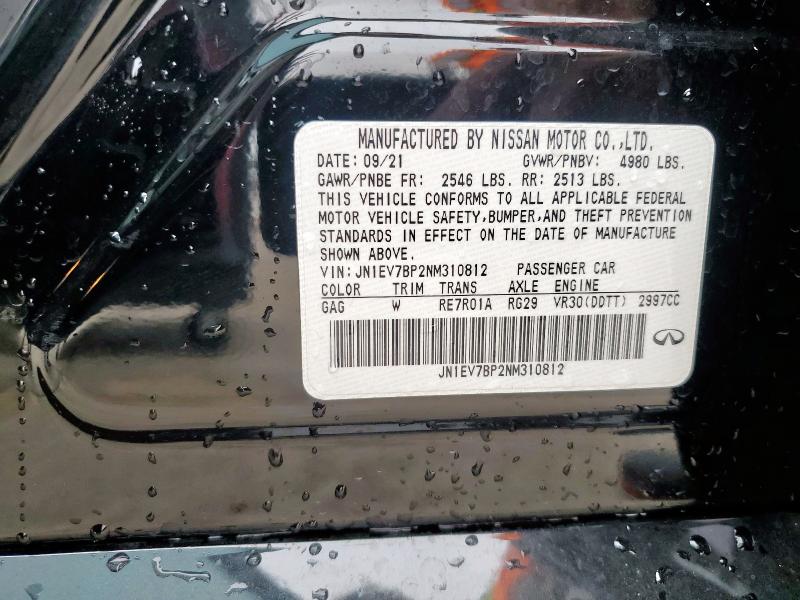 MANUFACTURED BY NISSAN MOTOR CO.,LTD.
DATE: 09/21 GVWR/PNBV: 4980 LBS.
GAWR/PNBE FR: 2546 LBS. RR: 2513 LBS.
THIS VEHICLE CONFORMS TO ALL APPLICABLE FEDERAL
MOTOR VEHICLE SAFETY,BUMPER,AND THEFT PREVENTION
STANDARDS IN EFFECT ON THE DATE OF MANUFACTURE
SHOWN ABOVE.
VIN: JN1EV7BP2NM310812 PASSENGER CAR
COLOR TRIM TRANS AXLE ENGINE
GAG W RE7R01A RG29 VR30(DDTT) 2997CC
JN1EV7BP2NM310812